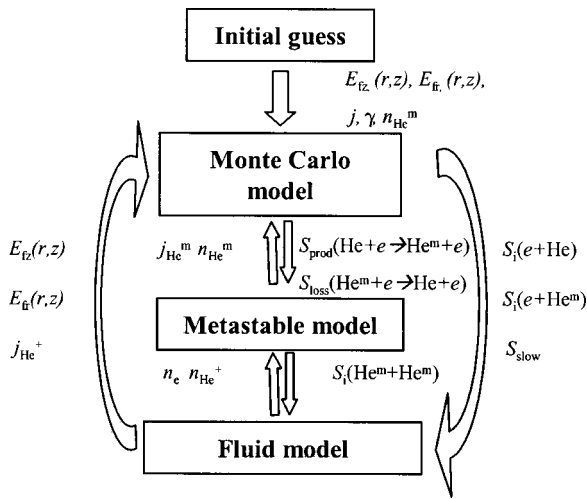 Initial guess
E_fz,(r,z), E_fr,(r,z),
j, γ, n_He^m
Monte Carlo
model
E_fz(r,z)
E_fr(r,z)
j_He^+
j_He^m n_He^m
S_prod(He+e→He^m+e)
S_loss(He^m+e→He+e)
S_i(e+He)
S_i(e+He^m)
S_slow
Metastable model
n_e n_He^+
S_i(He^m+He^m)
Fluid model